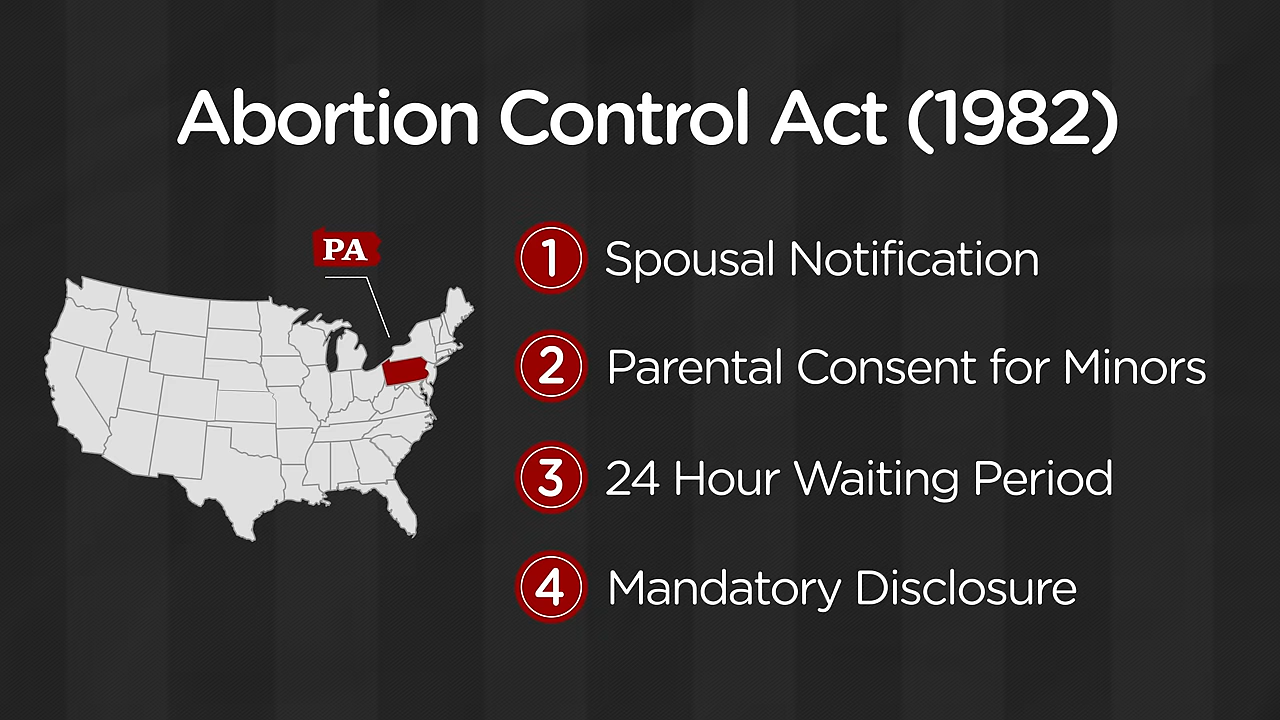 Abortion Control Act (1982)
PA
1 Spousal Notification
2 Parental Consent for Minors
3 24 Hour Waiting Period
4 Mandatory Disclosure